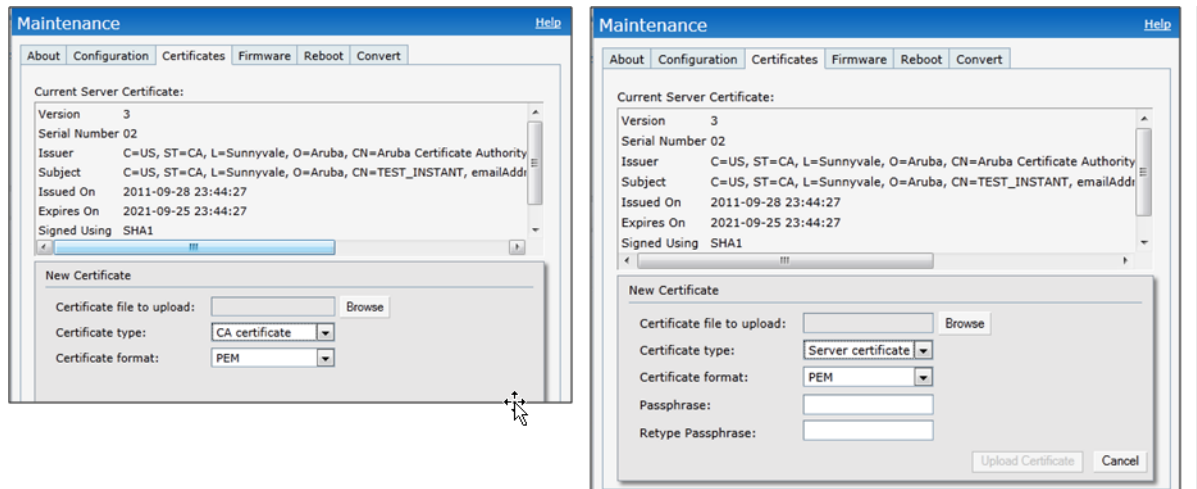 Maintenance Help
About Configuration Certificates Firmware Reboot Convert
Current Server Certificate:
Version 3
Serial Number 02
Issuer C=US, ST=CA, L=Sunnyvale, O=Aruba, CN=Aruba Certificate Authority
Subject C=US, ST=CA, L=Sunnyvale, O=Aruba, CN=TEST_INSTANT, emailAddr
Issued On 2011-09-28 23:44:27
Expires On 2021-09-25 23:44:27
Signed Using SHA1
New Certificate
Certificate file to upload: Browse
Certificate type: CA certificate
Certificate format: PEM
Maintenance Help
About Configuration Certificates Firmware Reboot Convert
Current Server Certificate:
Version 3
Serial Number 02
Issuer C=US, ST=CA, L=Sunnyvale, O=Aruba, CN=Aruba Certificate Authority
Subject C=US, ST=CA, L=Sunnyvale, O=Aruba, CN=TEST_INSTANT, emailAddr
Issued On 2011-09-28 23:44:27
Expires On 2021-09-25 23:44:27
Signed Using SHA1
New Certificate
Certificate file to upload: Browse
Certificate type: Server certificate
Certificate format: PEM
Passphrase:
Retype Passphrase:
Upload Certificate Cancel